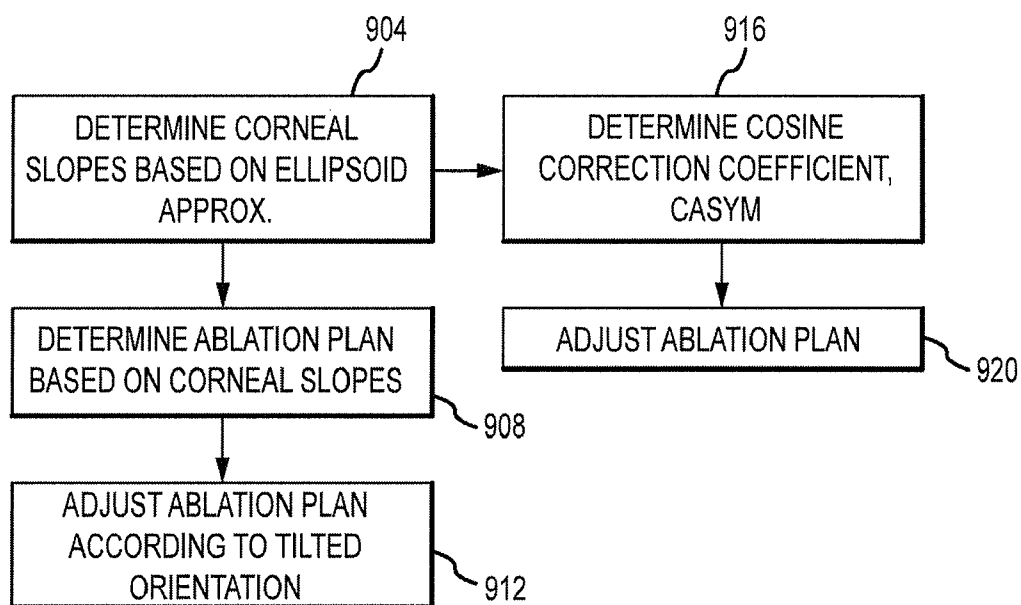 904
916
DETERMINE CORNEAL
SLOPES BASED ON ELLIPSOID
APPROX.
DETERMINE COSINE
CORRECTION COEFFICIENT,
CASYM
DETERMINE ABLATION PLAN
BASED ON CORNEAL SLOPES
908
ADJUST ABLATION PLAN
920
ADJUST ABLATION PLAN
ACCORDING TO TILTED
ORIENTATION
912